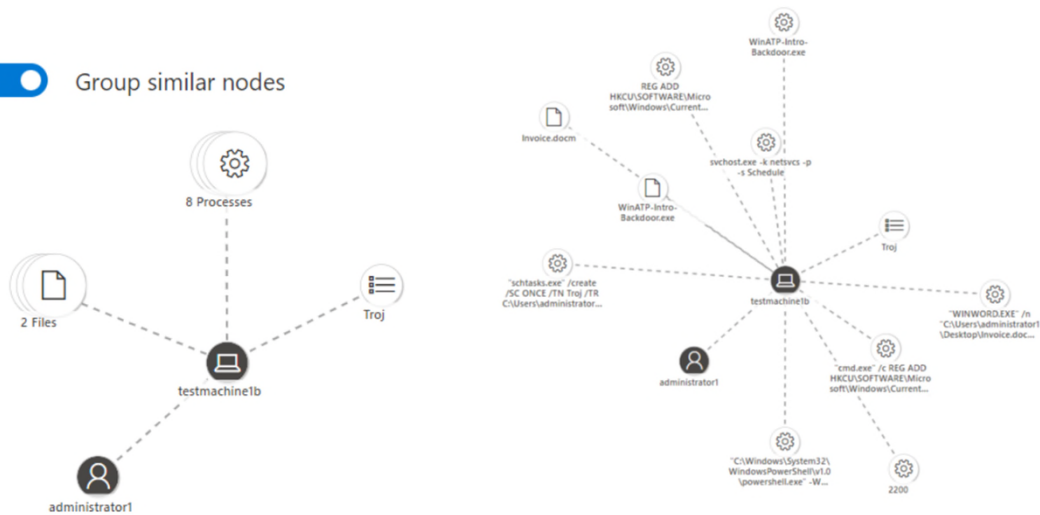 Group similar nodes
8 Processes
2 Files
Troj
testmachine1b
administrator1
WinATP-Intro-
Backdoor.exe
REG ADD
HKCU\SOFTWARE\Micro
soft\Windows\Current...
Invoice.docm
svchost.exe -k netsvcs -p
-s Schedule
WinATP-Intro-
Backdoor.exe
Troj
"schtasks.exe" /create
/SC ONCE /TN Troj /TR
C:\Users\administrator...
testmachine1b
"WINWORD.EXE" /n
"C:\Users\administrator1
\Desktop\Invoice.doc...
administrator1
"cmd.exe" /c REG ADD
HKCU\SOFTWARE\Micro
soft\Windows\Current...
"C:\Windows\System32\
WindowsPowerShell\v1.0
\powershell.exe" -W...
2200